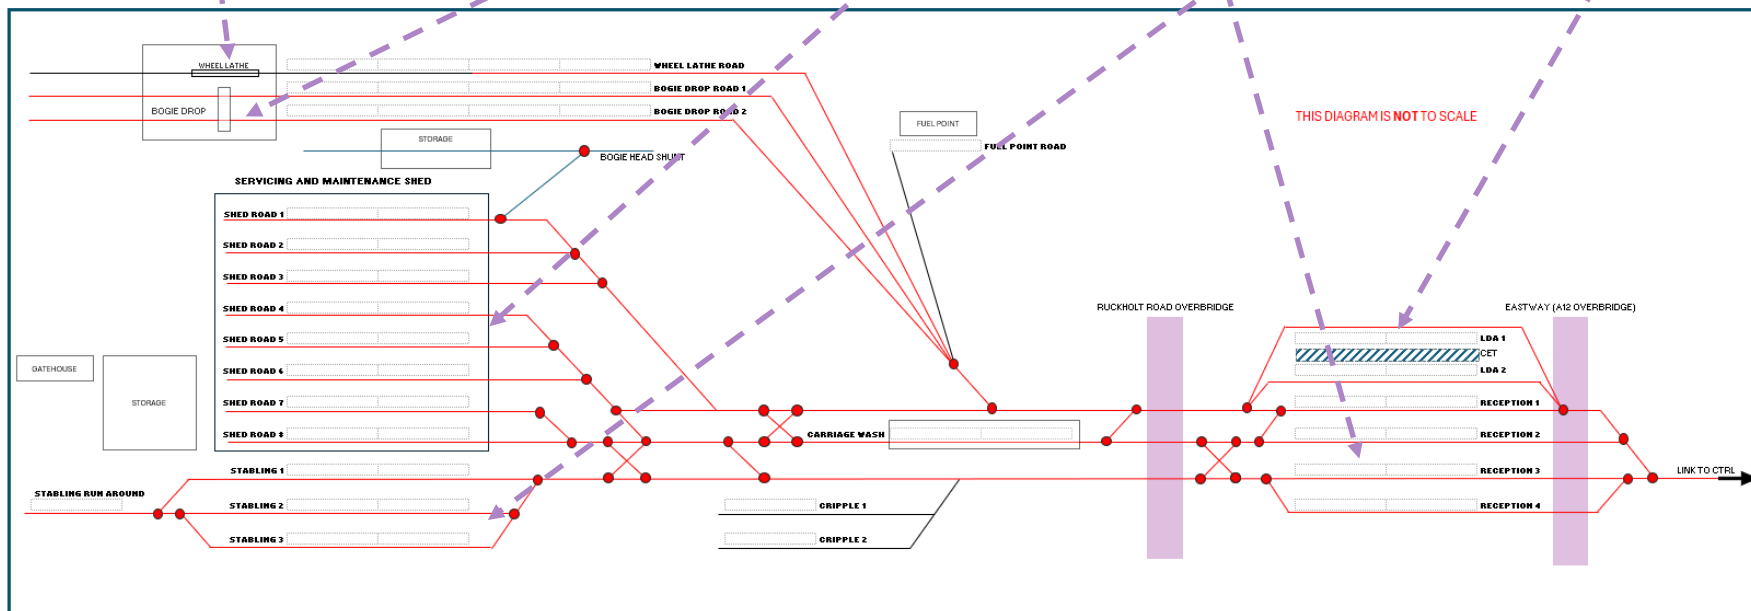 WHEEL LATHE
WHEEL LATHE ROAD
BOGIE DROP ROAD 1
BOGIE DROP
BOGIE DROP ROAD 2
THIS DIAGRAM IS NOT TO SCALE
FUEL POINT
STORAGE
FUEL POINT ROAD
BOGIE HEAD SHUNT
SERVICING AND MAINTENANCE SHED
SHED ROAD 1
SHED ROAD 2
SHED ROAD 3
SHED ROAD 4
RUCKHOLT ROAD OVERBRIDGE
EASTWAY (A12 OVERBRIDGE)
SHED ROAD 5
LDA 1
CET
GATEHOUSE
SHED ROAD 6
LDA 2
STORAGE
SHED ROAD 7
RECEPTION 1
SHED ROAD 8
CARRIAGE WASH
RECEPTION 2
STABLING 1
RECEPTION 3
LINK TO CTRL
STABLING RUN AROUND
STABLING 2
CRIPPLE 1
RECEPTION 4
STABLING 3
CRIPPLE 2